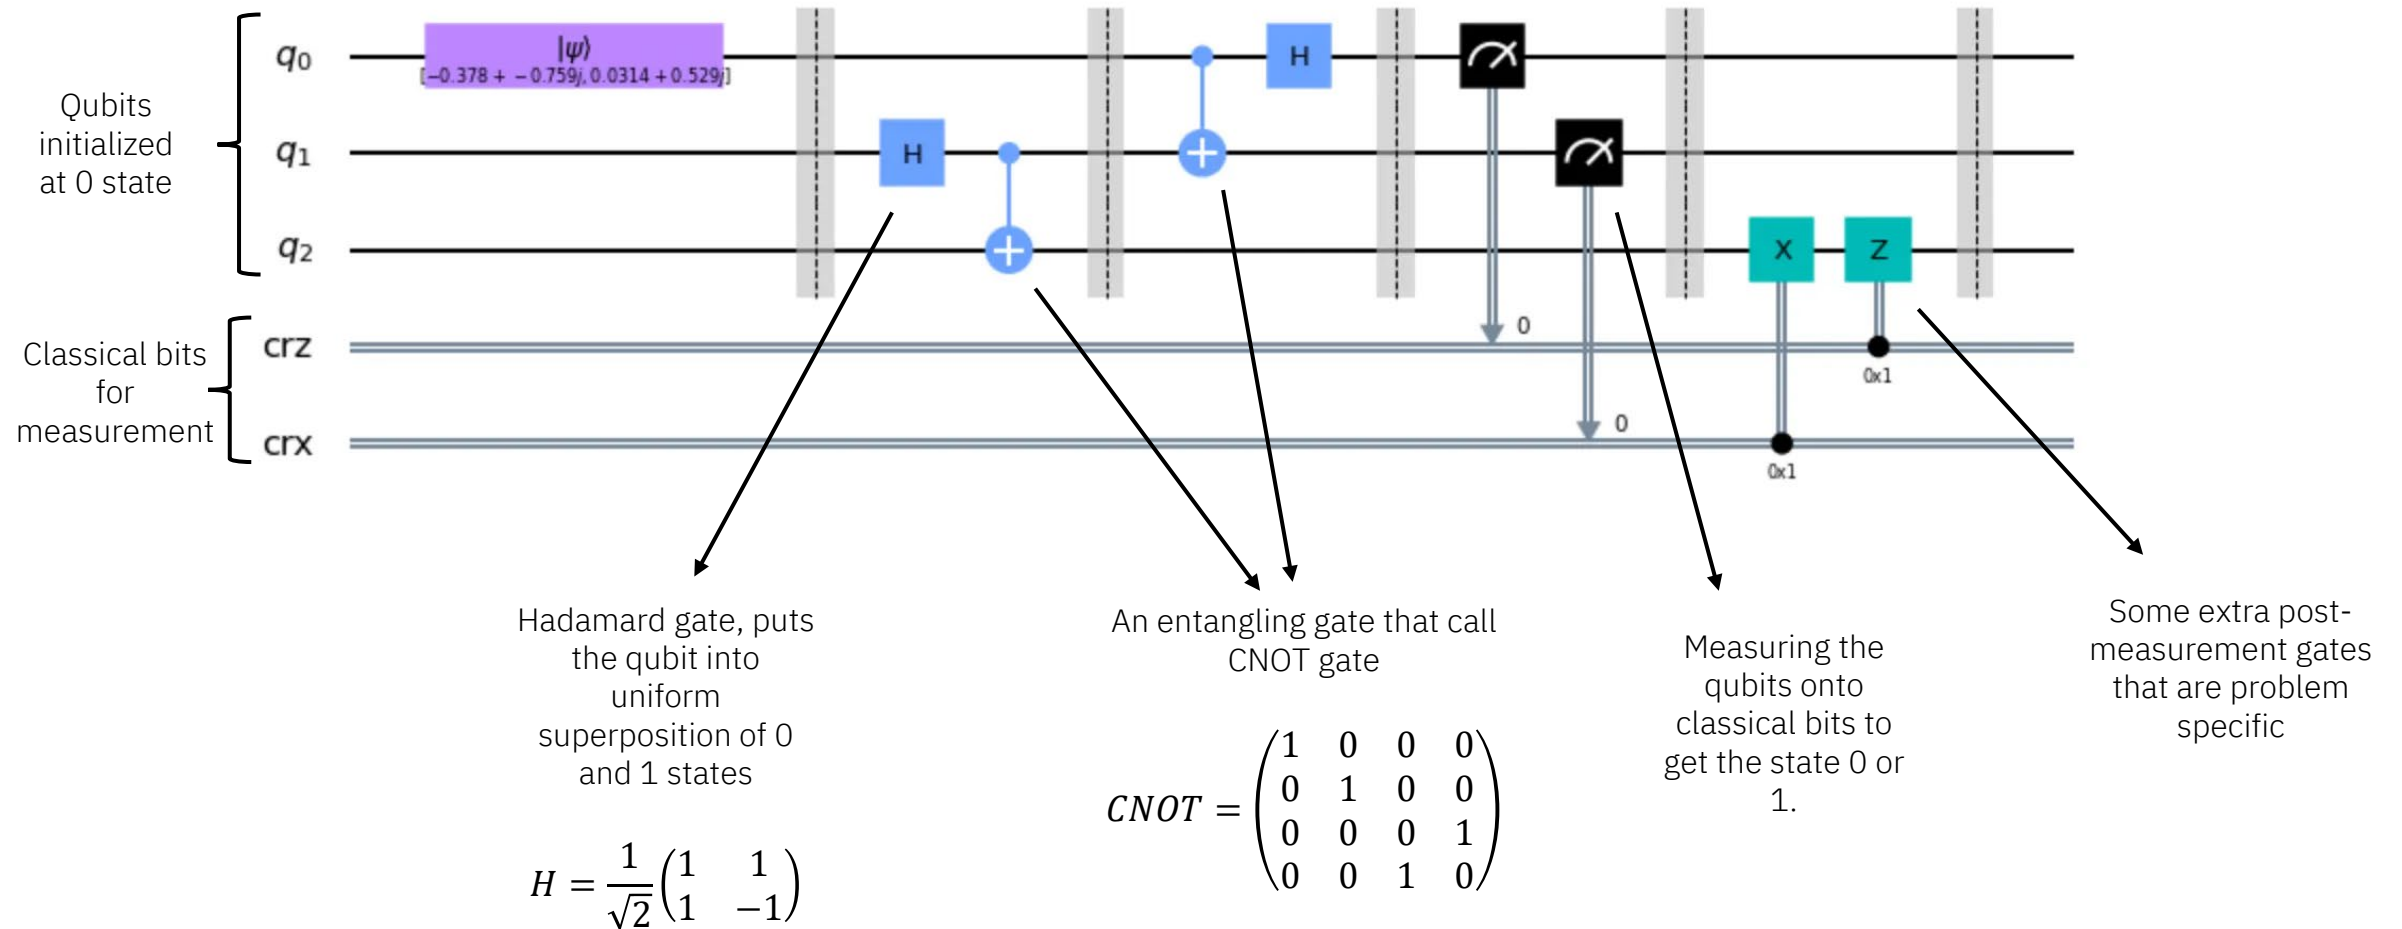 Qubits
initialized
at 0 state
q0
|ψ⟩
[−0.378 + −0.759j, 0.0314 + 0.529j]
H
q1
H
q2
X
Z
Classical bits
for
measurement
crz
0
0x1
crx
0
0x1
Hadamard gate, puts
the qubit into
uniform
superposition of 0
and 1 states
H = 1/√2 (1 1
1 −1)
An entangling gate that call
CNOT gate
CNOT = (1 0 0 0
0 1 0 0
0 0 0 1
0 0 1 0)
Measuring the
qubits onto
classical bits to
get the state 0 or
1.
Some extra post-
measurement gates
that are problem
specific